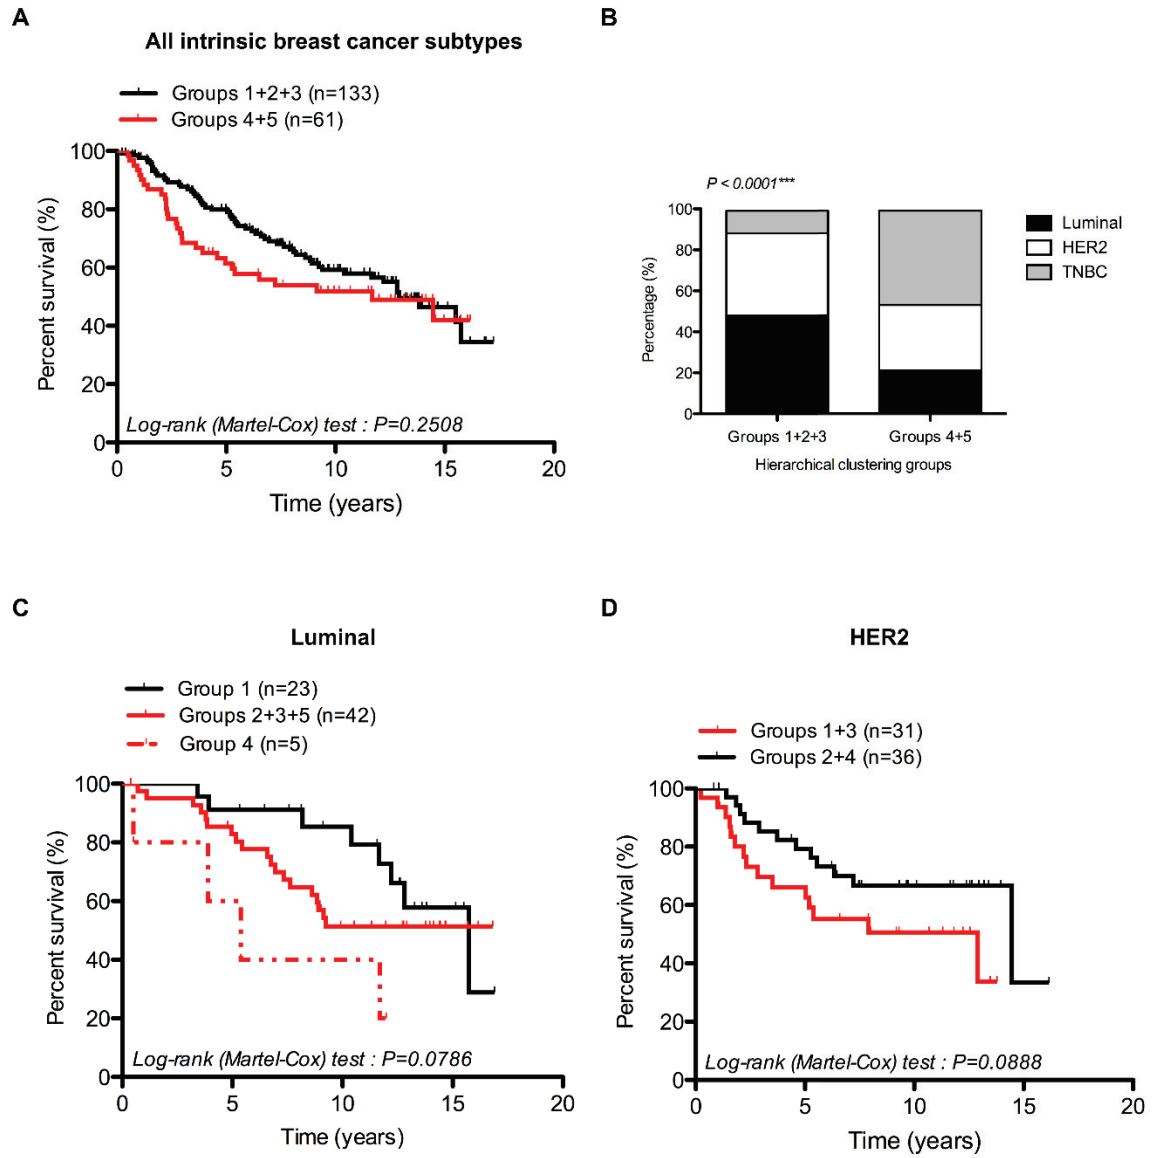 A
All intrinsic breast cancer subtypes
Groups 1+2+3 (n=133)
Groups 4+5 (n=61)
100
80
60
40
20
0
Percent survival (%)
Log-rank (Martel-Cox) test : P=0.2508
0 5 10 15 20
Time (years)
B
P < 0.0001***
100
80
60
40
20
0
Percentage (%)
Luminal
HER2
TNBC
Groups 1+2+3 Groups 4+5
Hierarchical clustering groups
C
Luminal
Group 1 (n=23)
Groups 2+3+5 (n=42)
Group 4 (n=5)
100
80
60
40
20
0
Percent survival (%)
Log-rank (Martel-Cox) test : P=0.0786
0 5 10 15 20
Time (years)
D
HER2
Groups 1+3 (n=31)
Groups 2+4 (n=36)
100
80
60
40
20
0
Percent survival (%)
Log-rank (Martel-Cox) test : P=0.0888
0 5 10 15 20
Time (years)